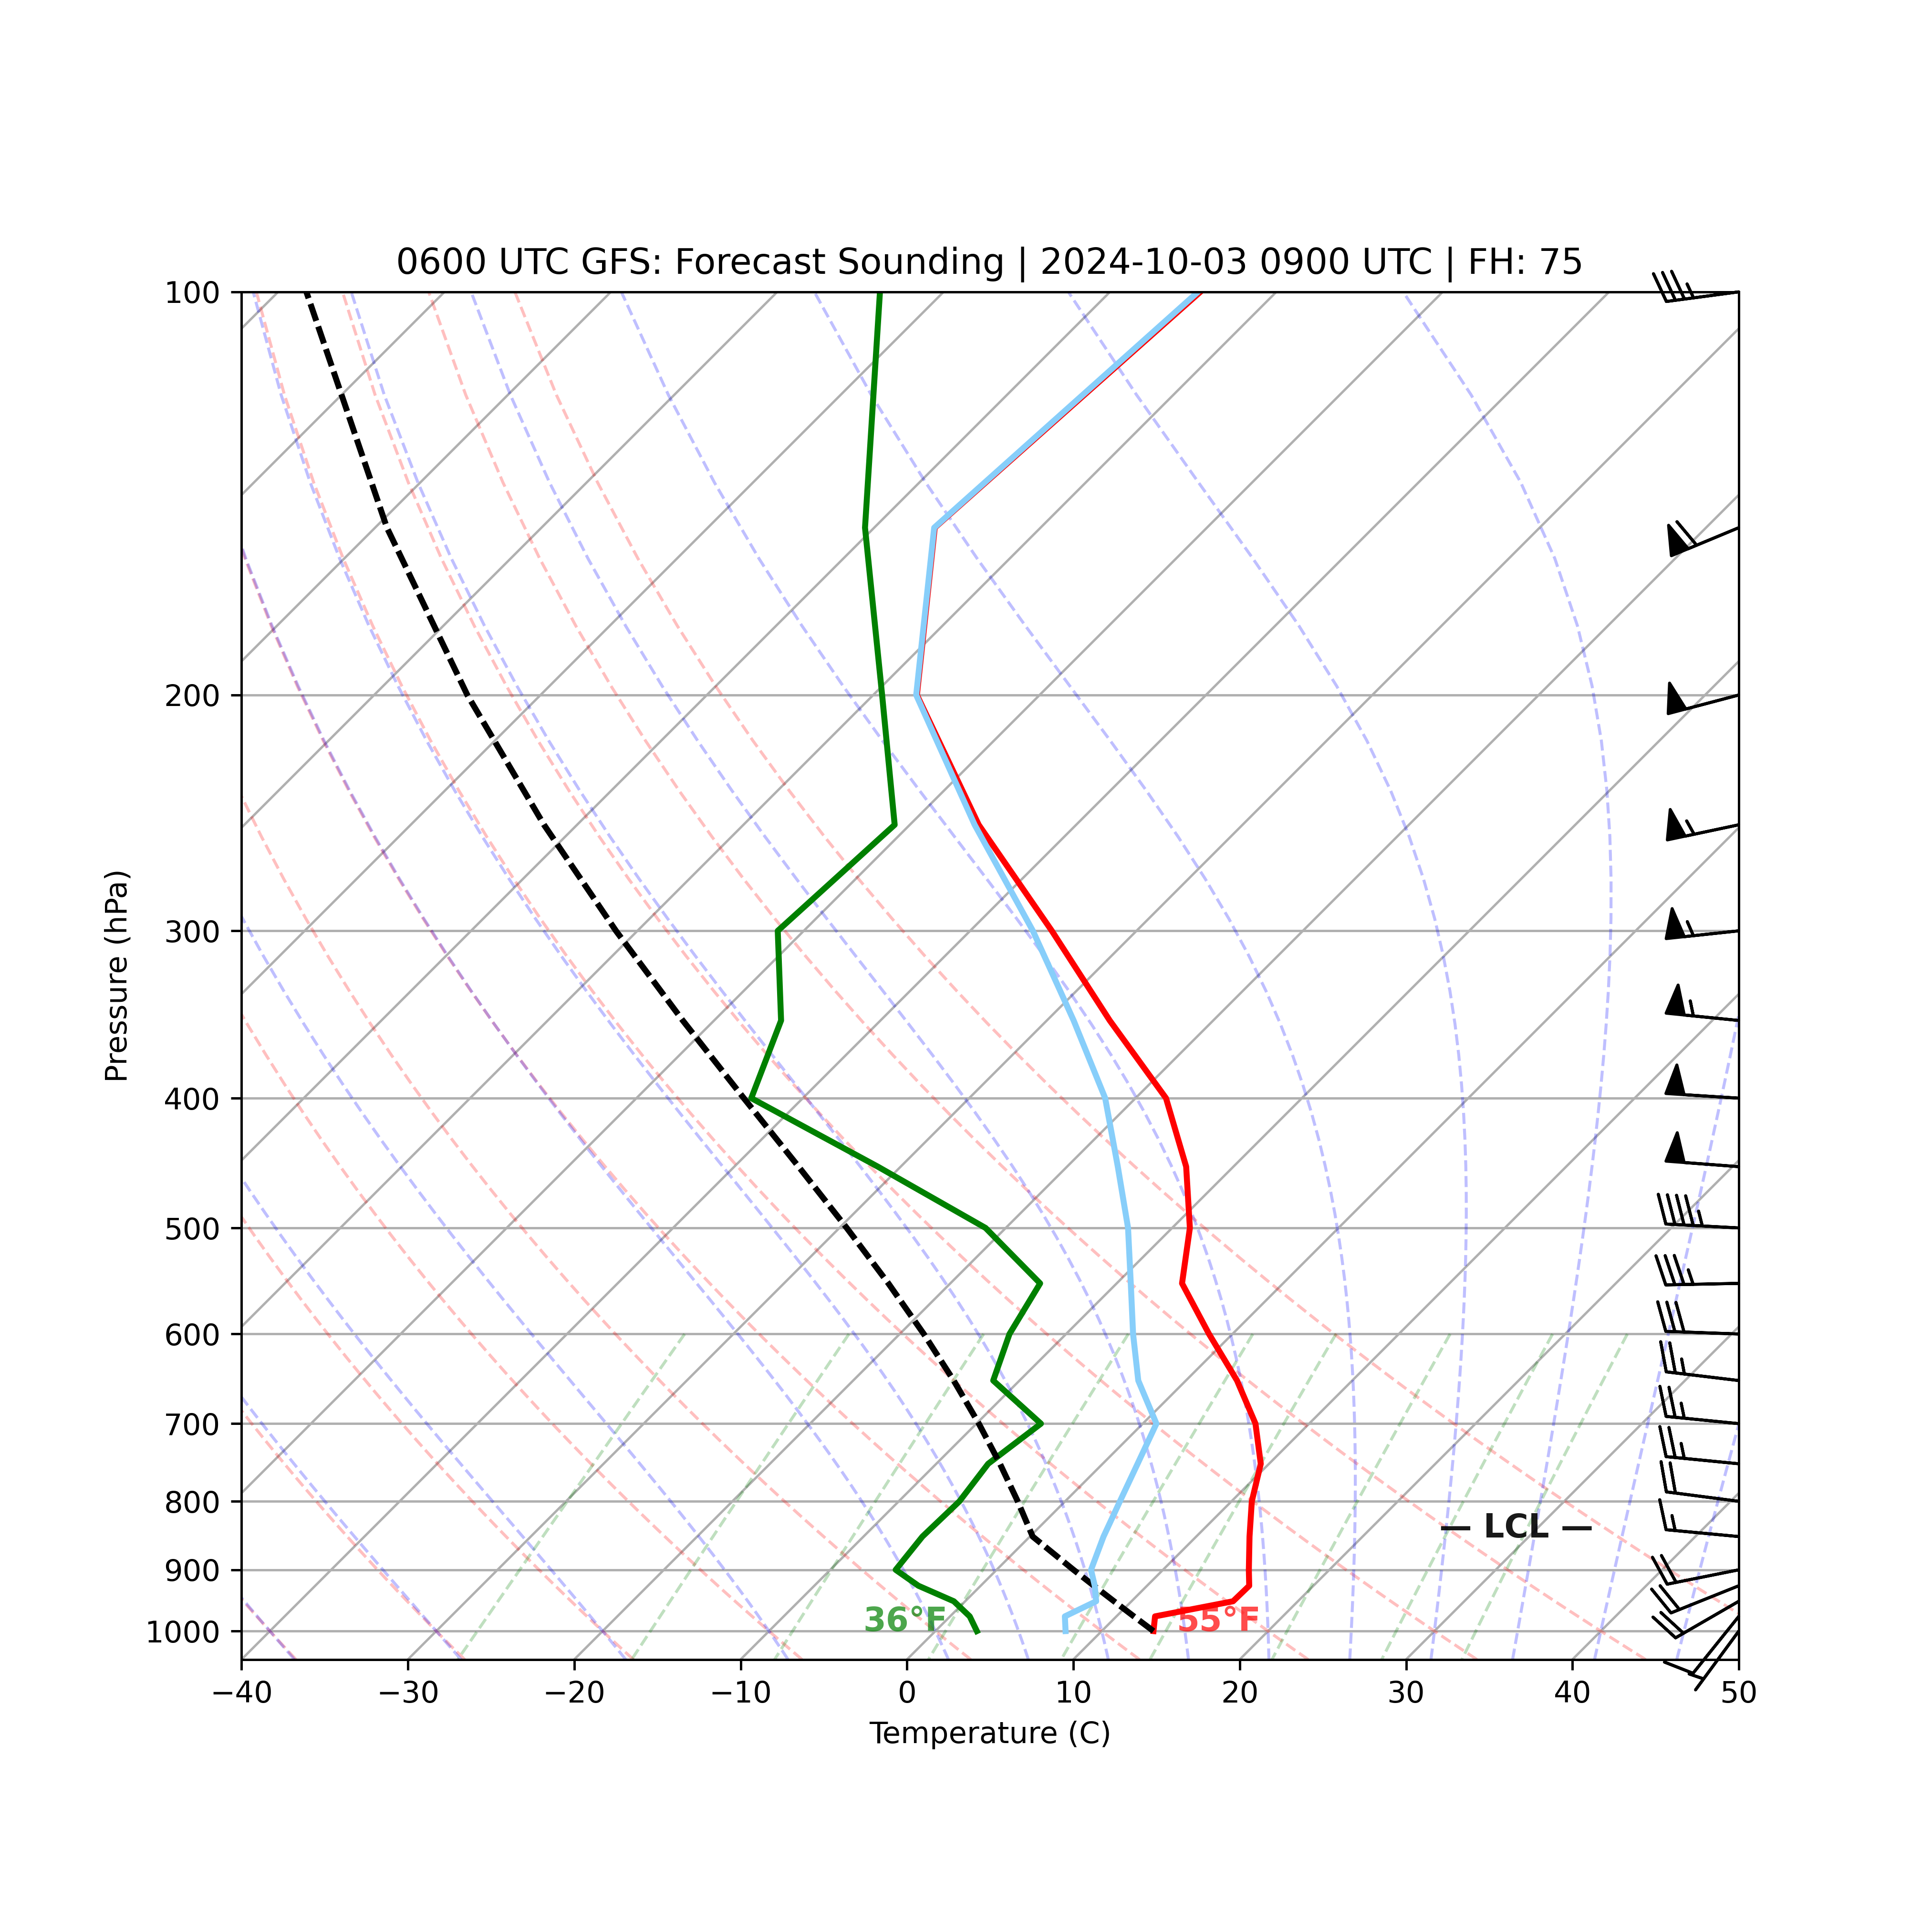 0600 UTC GFS: Forecast Sounding | 2024-10-03 0900 UTC | FH: 75
100
200
300
400
500
600
700
800
900
1000
Pressure (hPa)
— LCL —
36°F
55°F
−40 −30 −20 −10 0 10 20 30 40 50
Temperature (C)